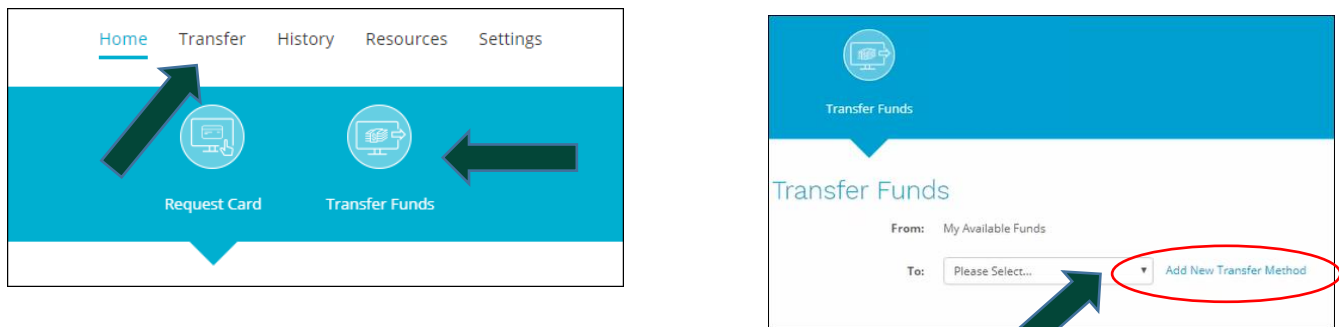 Home Transfer History Resources Settings
Request Card Transfer Funds
Transfer Funds
Transfer Funds
From: My Available Funds
To: Please Select... Add New Transfer Method